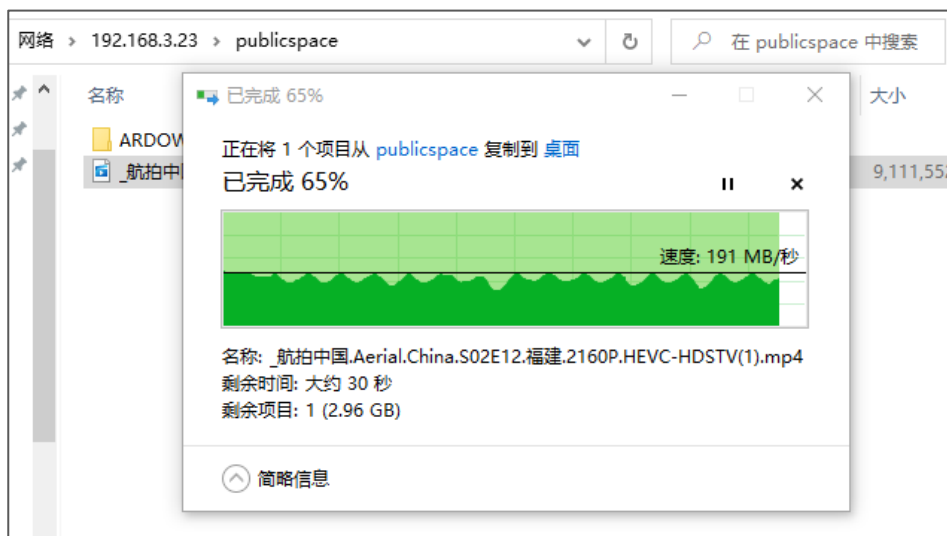 网络 > 192.168.3.23 > publicspace
在 publicspace 中搜索
名称
大小
ARDOW
_航拍中
9,111,552
已完成 65%
正在将 1 个项目从 publicspace 复制到 桌面
已完成 65%
速度: 191 MB/秒
名称: _航拍中国.Aerial.China.S02E12.福建.2160P.HEVC-HDSTV(1).mp4
剩余时间: 大约 30 秒
剩余项目: 1 (2.96 GB)
简略信息